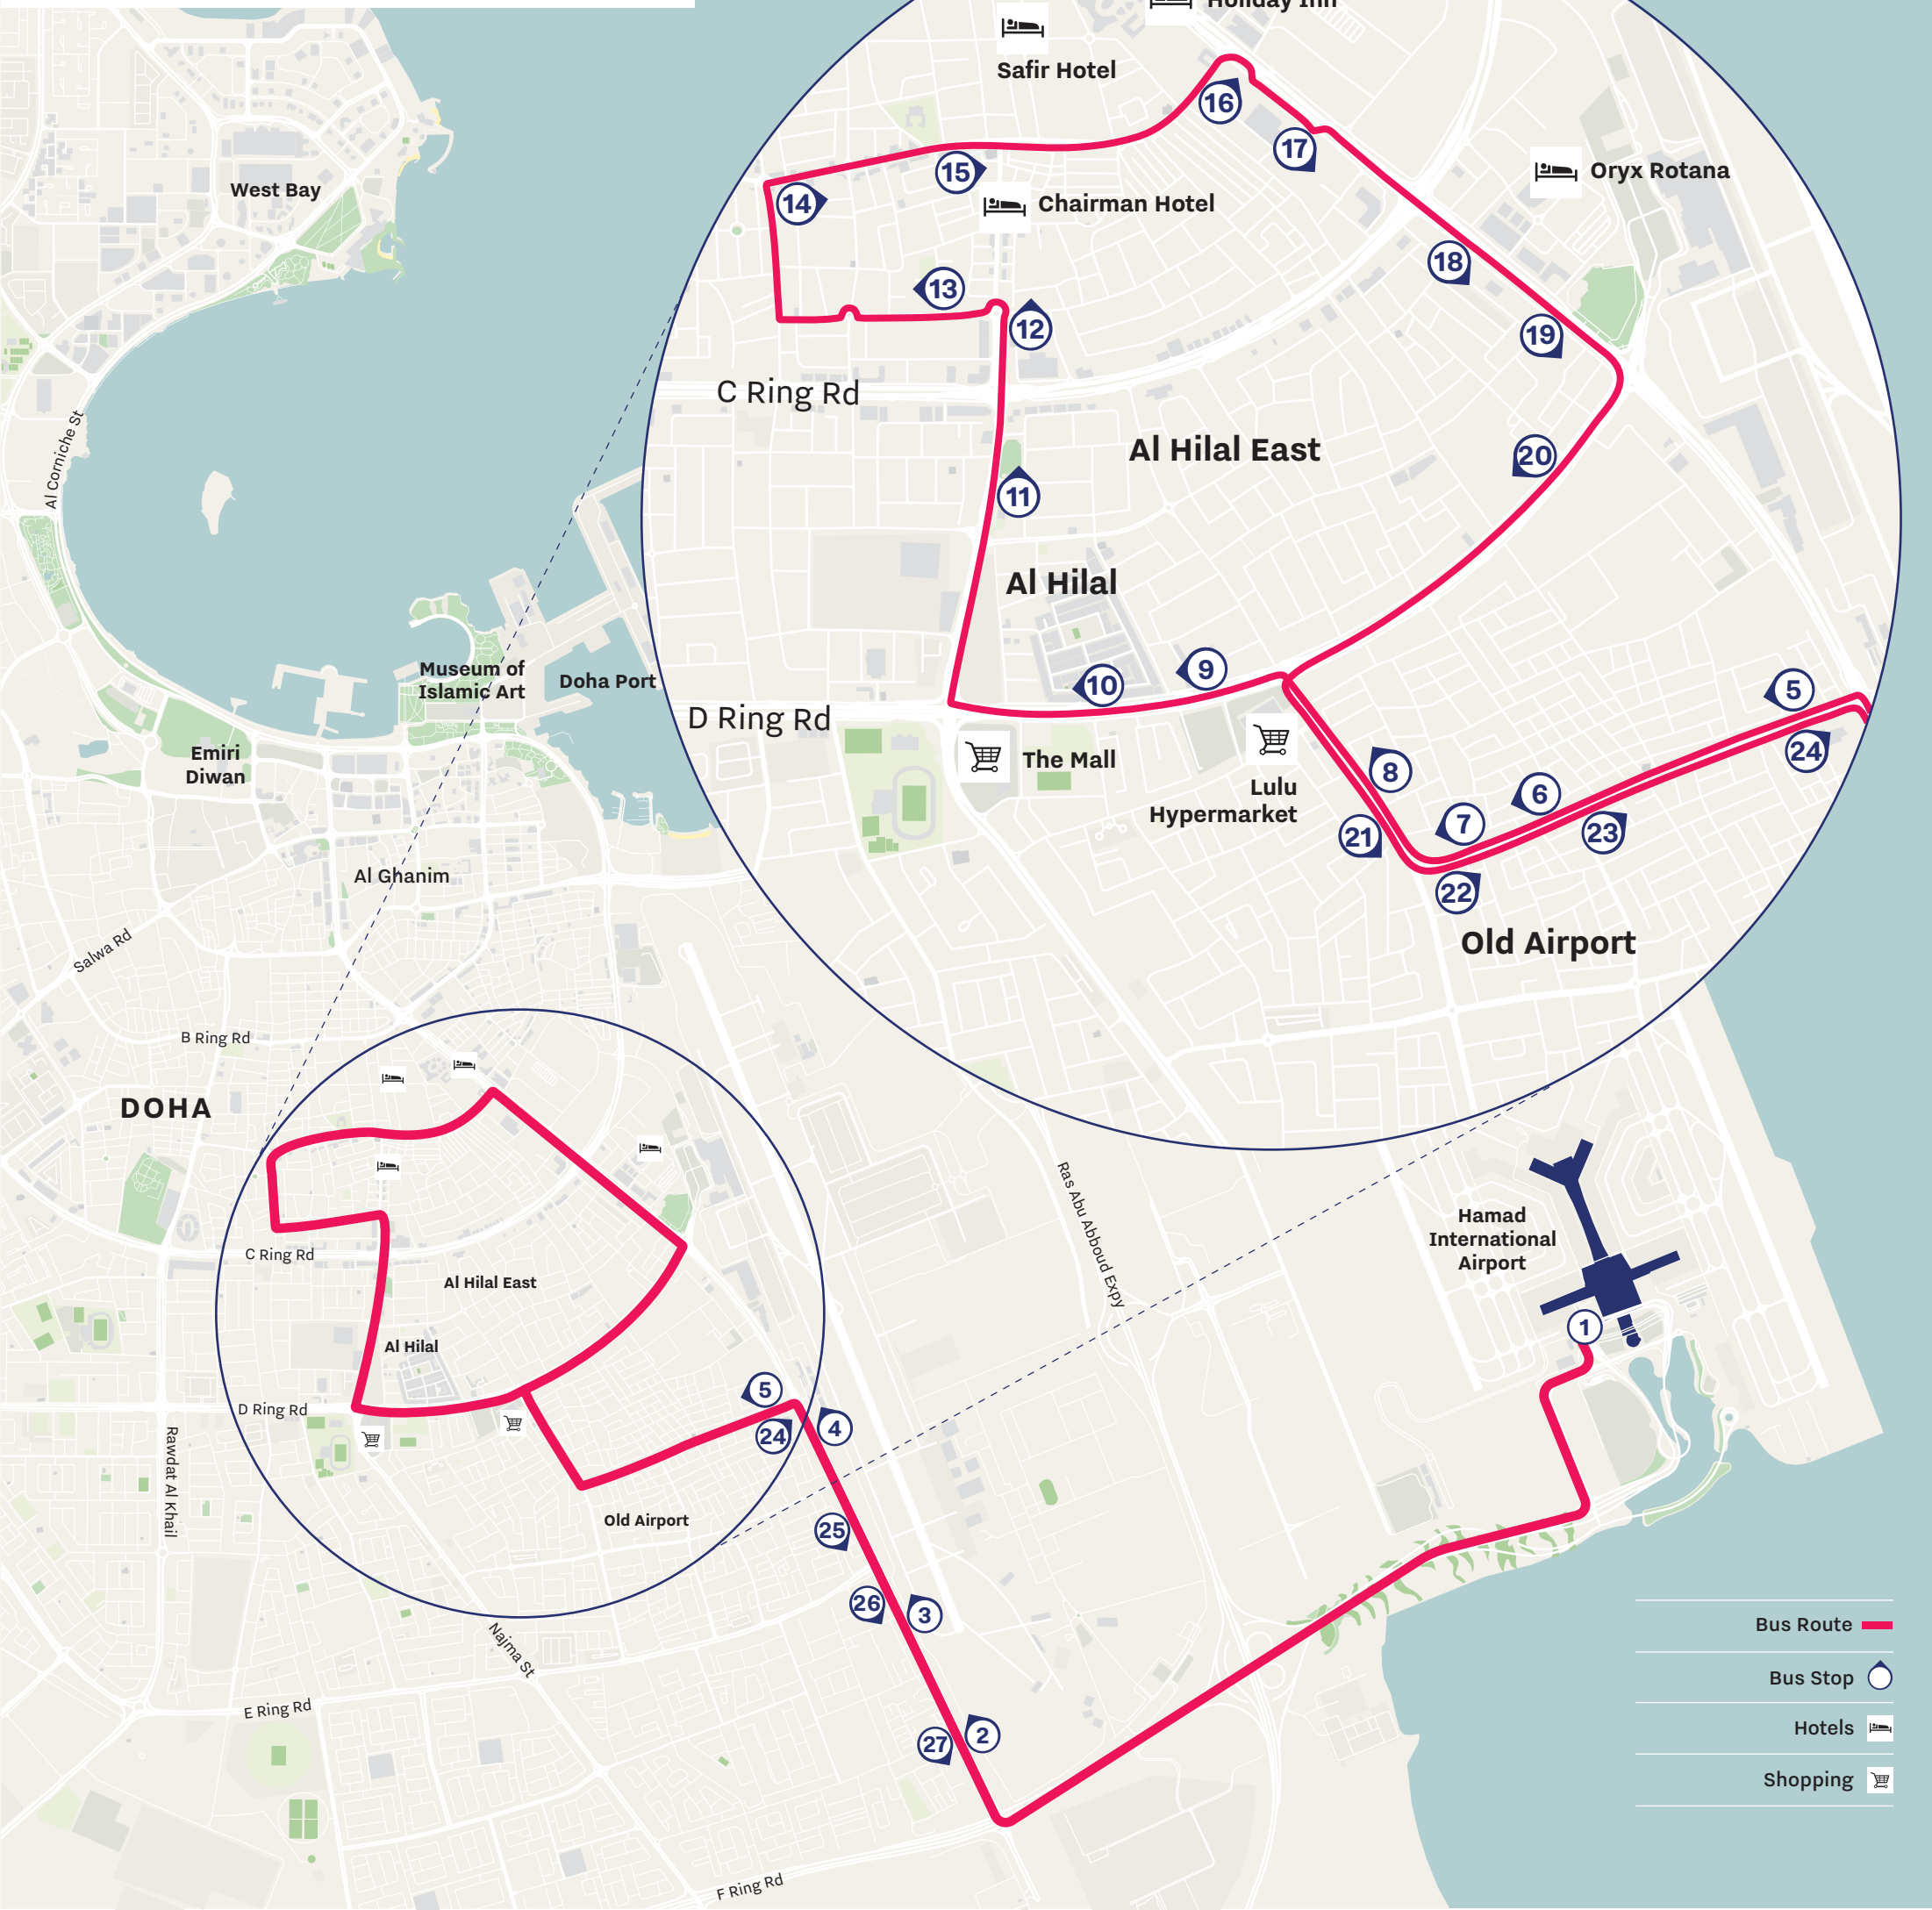 Holiday Inn
Safir Hotel
16
17
Oryx Rotana
15
14
Chairman Hotel
West Bay
18
13
12
19
C Ring Rd
Al Hilal East
20
Al Corniche St
11
Al Hilal
Museum of
Islamic Art
Doha Port
9
10
5
D Ring Rd
24
The Mall
8
Lulu
Hypermarket
6
7
23
21
22
Emiri
Diwan
Al Ghanim
Salwa Rd
Old Airport
B Ring Rd
DOHA
Ras Abu Abboud Expy
Hamad
International
Airport
1
C Ring Rd
Al Hilal East
Al Hilal
5
4
24
D Ring Rd
Rawdat Al Khail
Old Airport
25
26
3
Najma St
E Ring Rd
2
27
F Ring Rd
Bus Route
Bus Stop
Hotels
Shopping